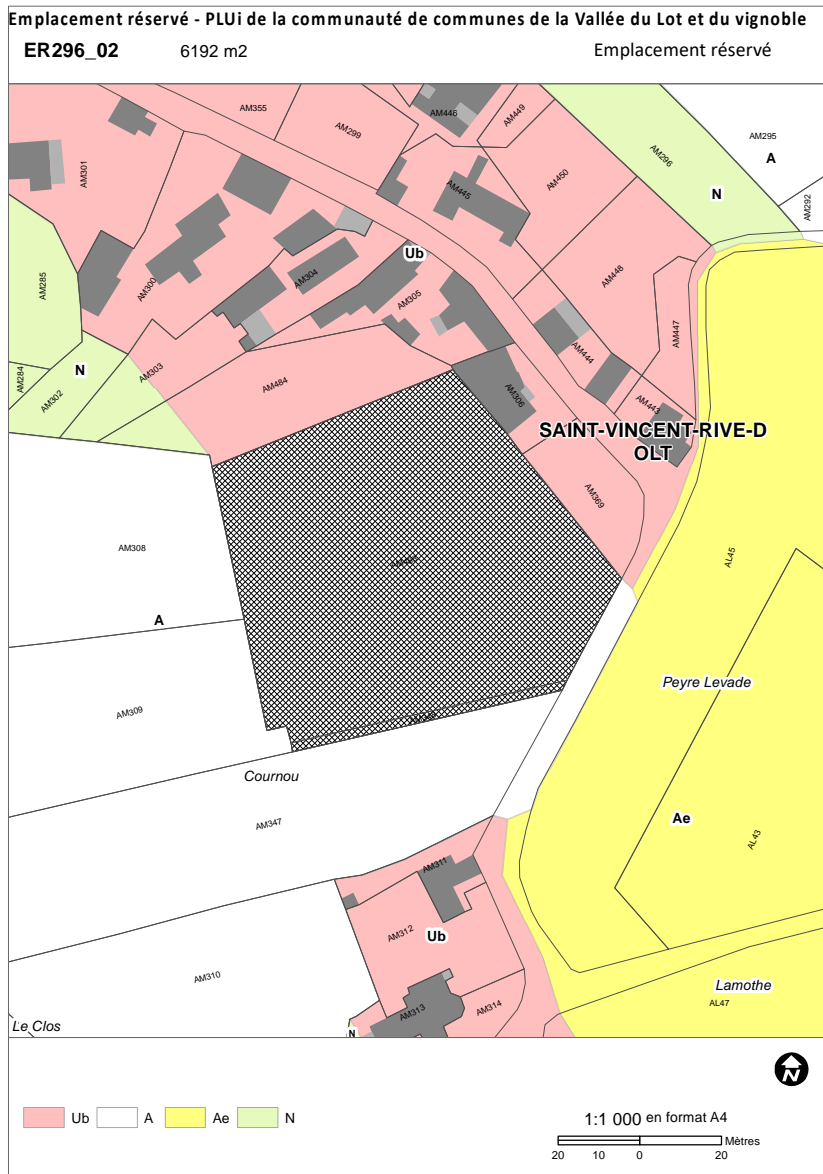 Emplacement réservé - PLUi de la communauté de communes de la Vallée du Lot et du vignoble
ER296_02 6192 m2 Emplacement réservé
AM355
AM446
AM449
AM299
AM295
A
AM301
AM296
AM450
N
AM292
AM445
AM285
AM300
AM304
Ub
AM448
AM305
AM447
AM284
N
AM303
AM444
AM302
AM484
AM306
AM443
SAINT-VINCENT-RIVE-D
OLT
AM369
AM308
AL45
A
Peyre Levade
AM309
Cournou
AM347
Ae
AL43
AM311
AM312
Ub
AM310
Lamothe
AL47
AM313
AM314
Le Clos
N
N
Ub A Ae N
1:1 000 en format A4
20 10 0 20 Mètres